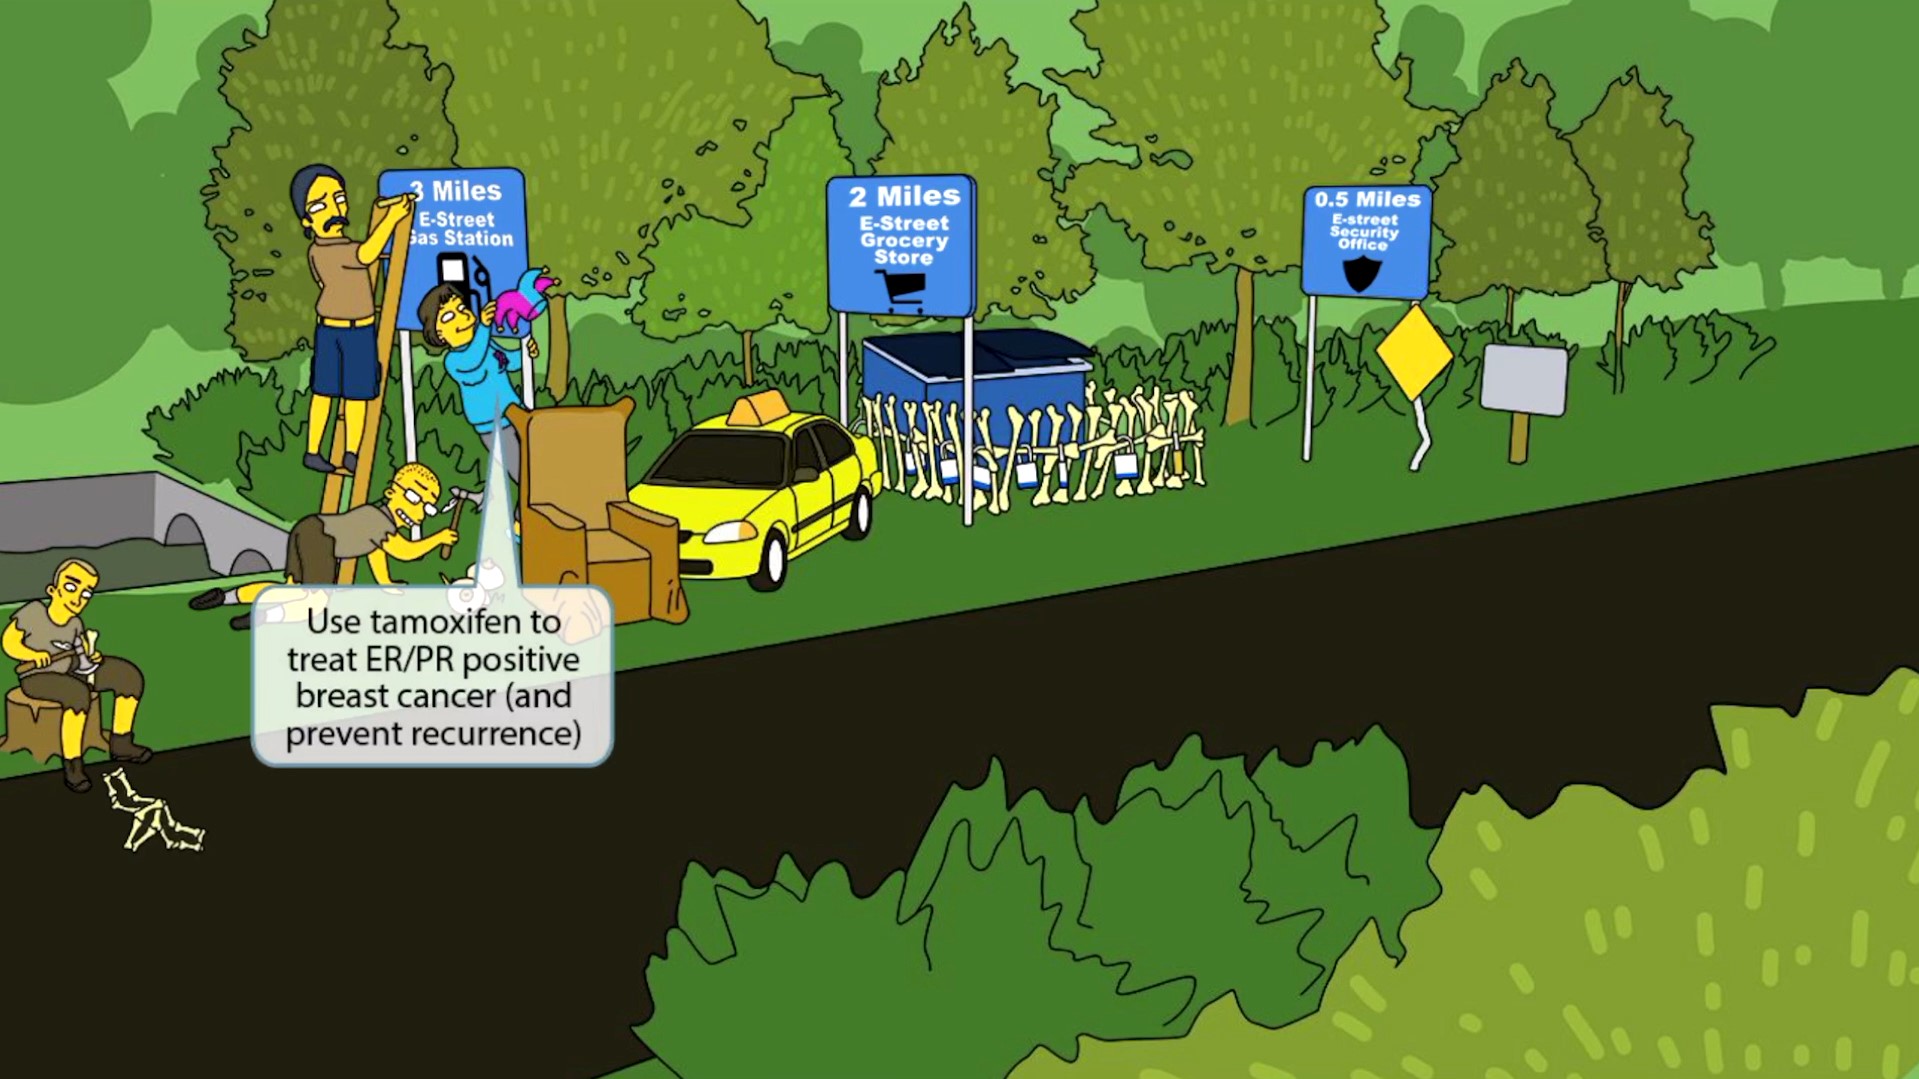 3 Miles
E-Street
Gas Station
2 Miles
E-Street
Grocery
Store
0.5 Miles
E-street
Security
Office
Use tamoxifen to
treat ER/PR positive
breast cancer (and
prevent recurrence)